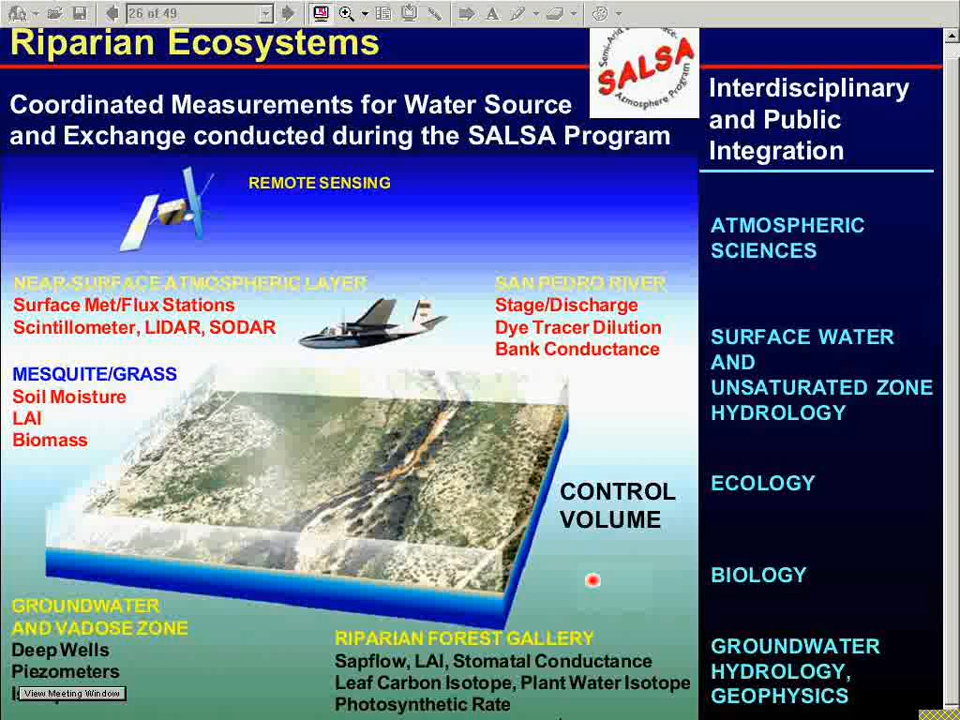 26 of 49
Riparian Ecosystems
Semi-Arid
SALSA
Atmosphere Program
Coordinated Measurements for Water Source
and Exchange conducted during the SALSA Program
Interdisciplinary
and Public
Integration
REMOTE SENSING
ATMOSPHERIC
SCIENCES
NEAR-SURFACE ATMOSPHERIC LAYER
Surface Met/Flux Stations
Scintillometer, LIDAR, SODAR
SAN PEDRO RIVER
Stage/Discharge
Dye Tracer Dilution
Bank Conductance
SURFACE WATER
AND
UNSATURATED ZONE
HYDROLOGY
MESQUITE/GRASS
Soil Moisture
LAI
Biomass
CONTROL
VOLUME
ECOLOGY
BIOLOGY
GROUNDWATER
AND VADOSE ZONE
Deep Wells
Piezometers
View Meeting Window
RIPARIAN FOREST GALLERY
Sapflow, LAI, Stomatal Conductance
Leaf Carbon Isotope, Plant Water Isotope
Photosynthetic Rate
GROUNDWATER
HYDROLOGY,
GEOPHYSICS